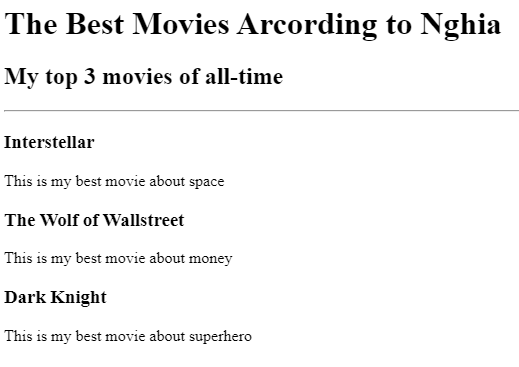 The Best Movies Arcording to Nghia
My top 3 movies of all-time
Interstellar
This is my best movie about space
The Wolf of Wallstreet
This is my best movie about money
Dark Knight
This is my best movie about superhero